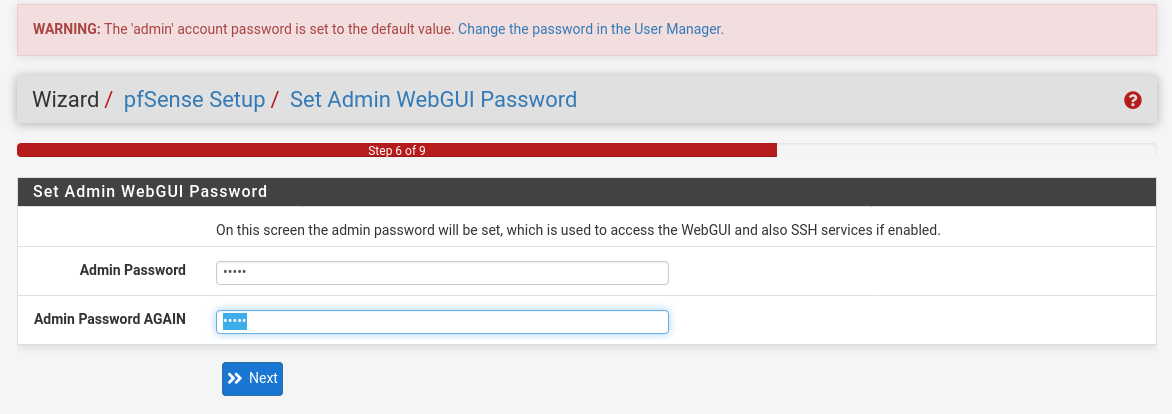 WARNING: The 'admin' account password is set to the default value. Change the password in the User Manager.
Wizard / pfSense Setup / Set Admin WebGUI Password
Step 6 of 9
Set Admin WebGUI Password
On this screen the admin password will be set, which is used to access the WebGUI and also SSH services if enabled.
Admin Password •••••
Admin Password AGAIN •••••
Next